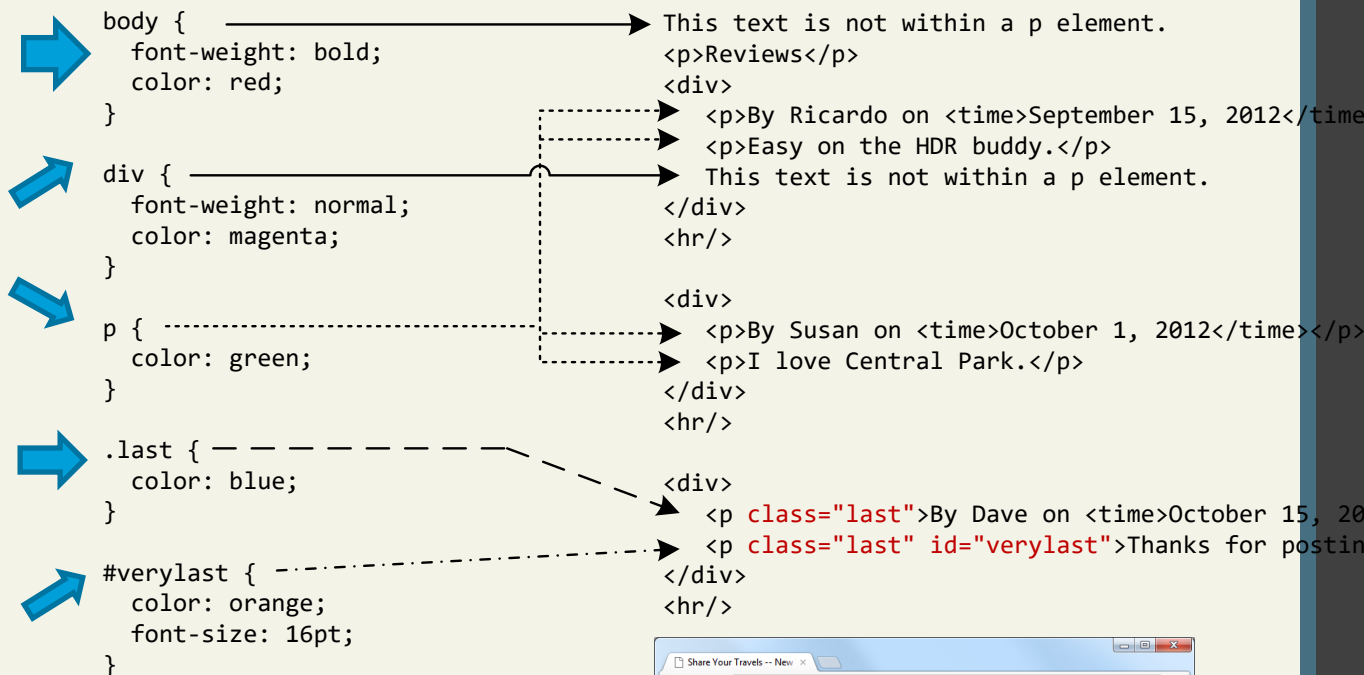 body {
font-weight: bold;
color: red;
}
div {
font-weight: normal;
color: magenta;
}
p {
color: green;
}
.last {
color: blue;
}
#verylast {
color: orange;
font-size: 16pt;
}
This text is not within a p element.
<p>Reviews</p>
<div>
<p>By Ricardo on <time>September 15, 2012</time
<p>Easy on the HDR buddy.</p>
This text is not within a p element.
</div>
<hr/>
<div>
<p>By Susan on <time>October 1, 2012</time></p>
<p>I love Central Park.</p>
</div>
<hr/>
<div>
<p class="last">By Dave on <time>October 15, 20
<p class="last" id="verylast">Thanks for postin
</div>
<hr/>
Share Your Travels -- New